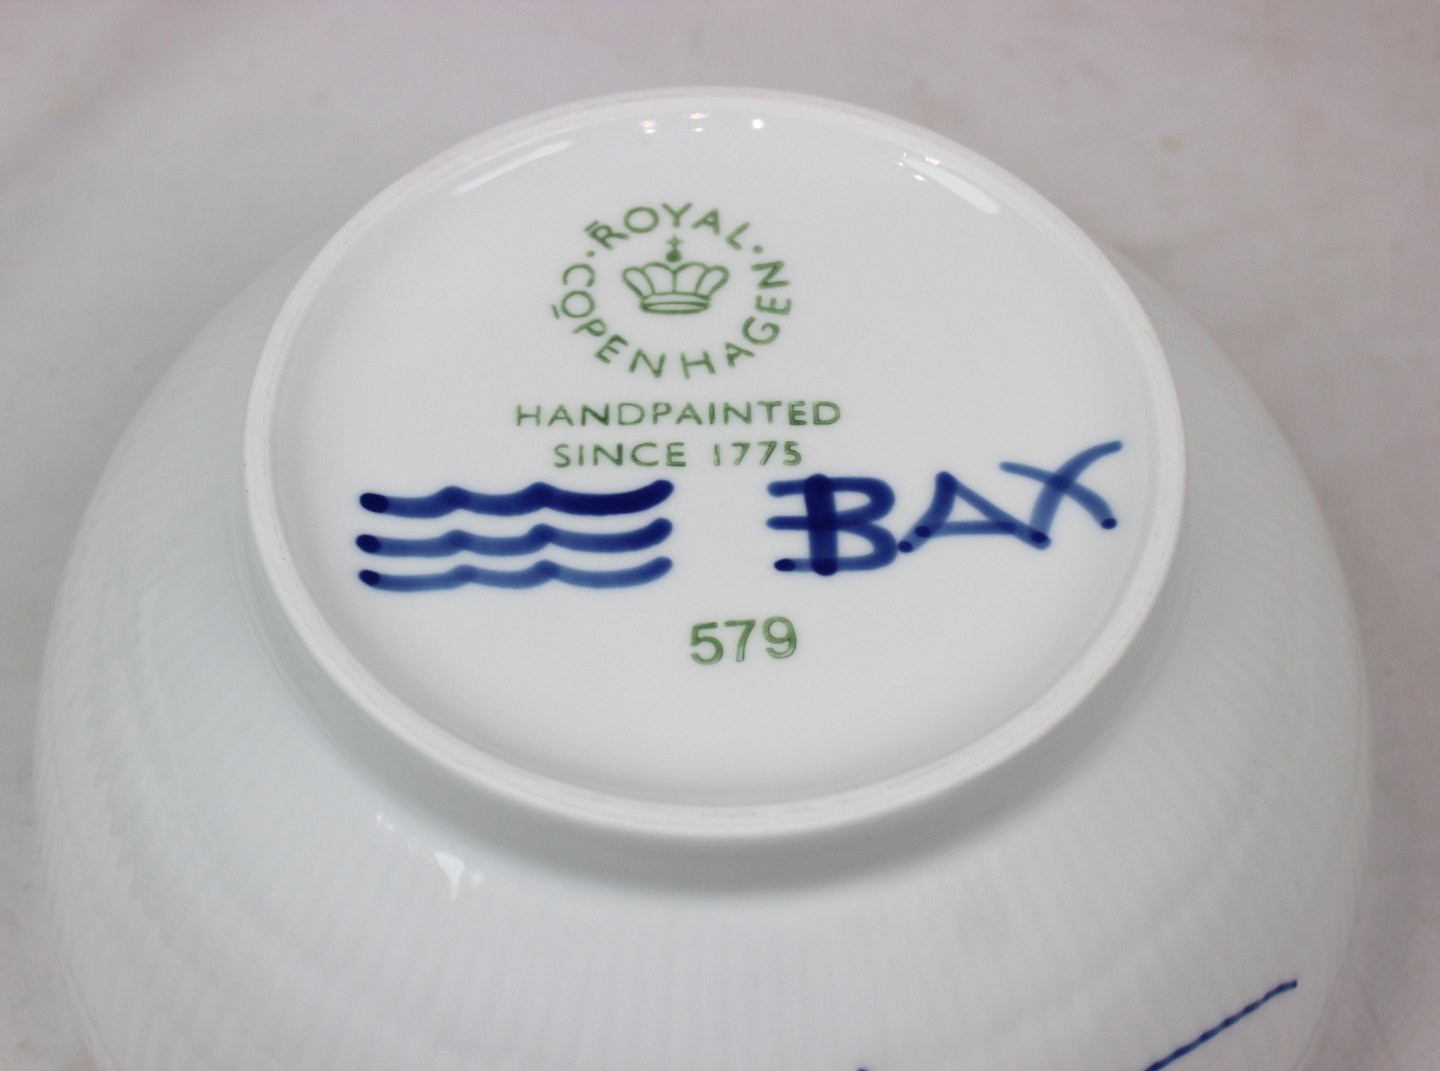 ROYAL · COPENHAGEN ·
HANDPAINTED
SINCE 1775
BAX
579